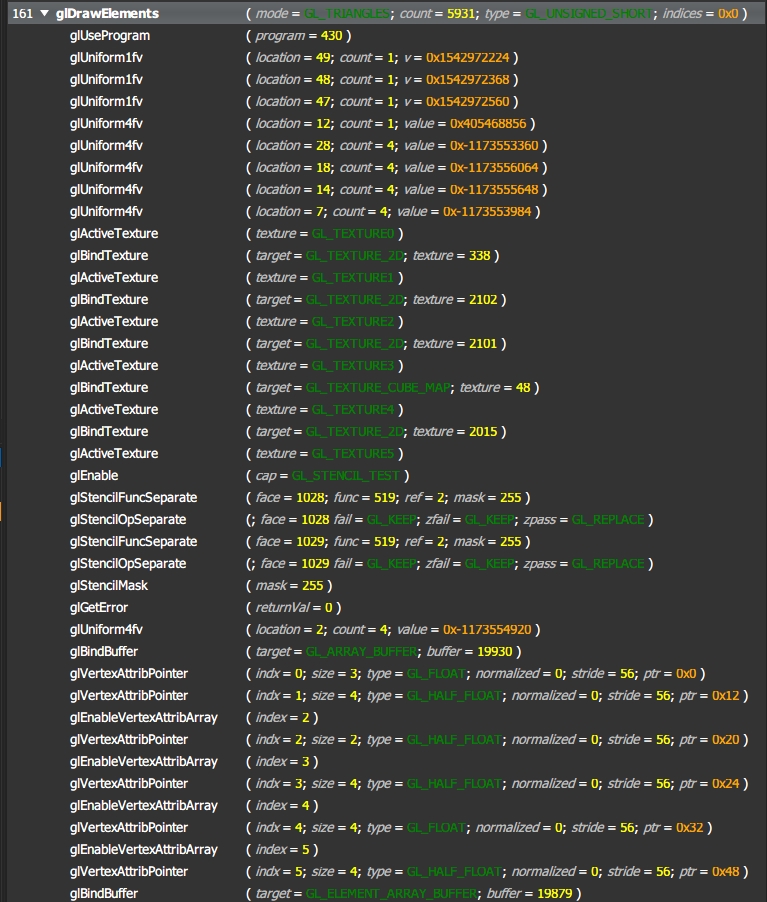 161 ▼ glDrawElements ( mode = GL_TRIANGLES; count = 5931; type = GL_UNSIGNED_SHORT; indices = 0x0 )
glUseProgram ( program = 430 )
glUniform1fv ( location = 49; count = 1; v = 0x1542972224 )
glUniform1fv ( location = 48; count = 1; v = 0x1542972368 )
glUniform1fv ( location = 47; count = 1; v = 0x1542972560 )
glUniform4fv ( location = 12; count = 1; value = 0x405468856 )
glUniform4fv ( location = 28; count = 4; value = 0x-1173553360 )
glUniform4fv ( location = 18; count = 4; value = 0x-1173556064 )
glUniform4fv ( location = 14; count = 4; value = 0x-1173555648 )
glUniform4fv ( location = 7; count = 4; value = 0x-1173553984 )
glActiveTexture ( texture = GL_TEXTURE0 )
glBindTexture ( target = GL_TEXTURE_2D; texture = 338 )
glActiveTexture ( texture = GL_TEXTURE1 )
glBindTexture ( target = GL_TEXTURE_2D; texture = 2102 )
glActiveTexture ( texture = GL_TEXTURE2 )
glBindTexture ( target = GL_TEXTURE_2D; texture = 2101 )
glActiveTexture ( texture = GL_TEXTURE3 )
glBindTexture ( target = GL_TEXTURE_CUBE_MAP; texture = 48 )
glActiveTexture ( texture = GL_TEXTURE4 )
glBindTexture ( target = GL_TEXTURE_2D; texture = 2015 )
glActiveTexture ( texture = GL_TEXTURE5 )
glEnable ( cap = GL_STENCIL_TEST )
glStencilFuncSeparate ( face = 1028; func = 519; ref = 2; mask = 255 )
glStencilOpSeparate (; face = 1028 fail = GL_KEEP; zfail = GL_KEEP; zpass = GL_REPLACE )
glStencilFuncSeparate ( face = 1029; func = 519; ref = 2; mask = 255 )
glStencilOpSeparate (; face = 1029 fail = GL_KEEP; zfail = GL_KEEP; zpass = GL_REPLACE )
glStencilMask ( mask = 255 )
glGetError ( returnVal = 0 )
glUniform4fv ( location = 2; count = 4; value = 0x-1173554920 )
glBindBuffer ( target = GL_ARRAY_BUFFER; buffer = 19930 )
glVertexAttribPointer ( indx = 0; size = 3; type = GL_FLOAT; normalized = 0; stride = 56; ptr = 0x0 )
glVertexAttribPointer ( indx = 1; size = 4; type = GL_HALF_FLOAT; normalized = 0; stride = 56; ptr = 0x12 )
glEnableVertexAttribArray ( index = 2 )
glVertexAttribPointer ( indx = 2; size = 2; type = GL_HALF_FLOAT; normalized = 0; stride = 56; ptr = 0x20 )
glEnableVertexAttribArray ( index = 3 )
glVertexAttribPointer ( indx = 3; size = 4; type = GL_HALF_FLOAT; normalized = 0; stride = 56; ptr = 0x24 )
glEnableVertexAttribArray ( index = 4 )
glVertexAttribPointer ( indx = 4; size = 4; type = GL_FLOAT; normalized = 0; stride = 56; ptr = 0x32 )
glEnableVertexAttribArray ( index = 5 )
glVertexAttribPointer ( indx = 5; size = 4; type = GL_HALF_FLOAT; normalized = 0; stride = 56; ptr = 0x48 )
glBindBuffer ( target = GL_ELEMENT_ARRAY_BUFFER; buffer = 19879 )